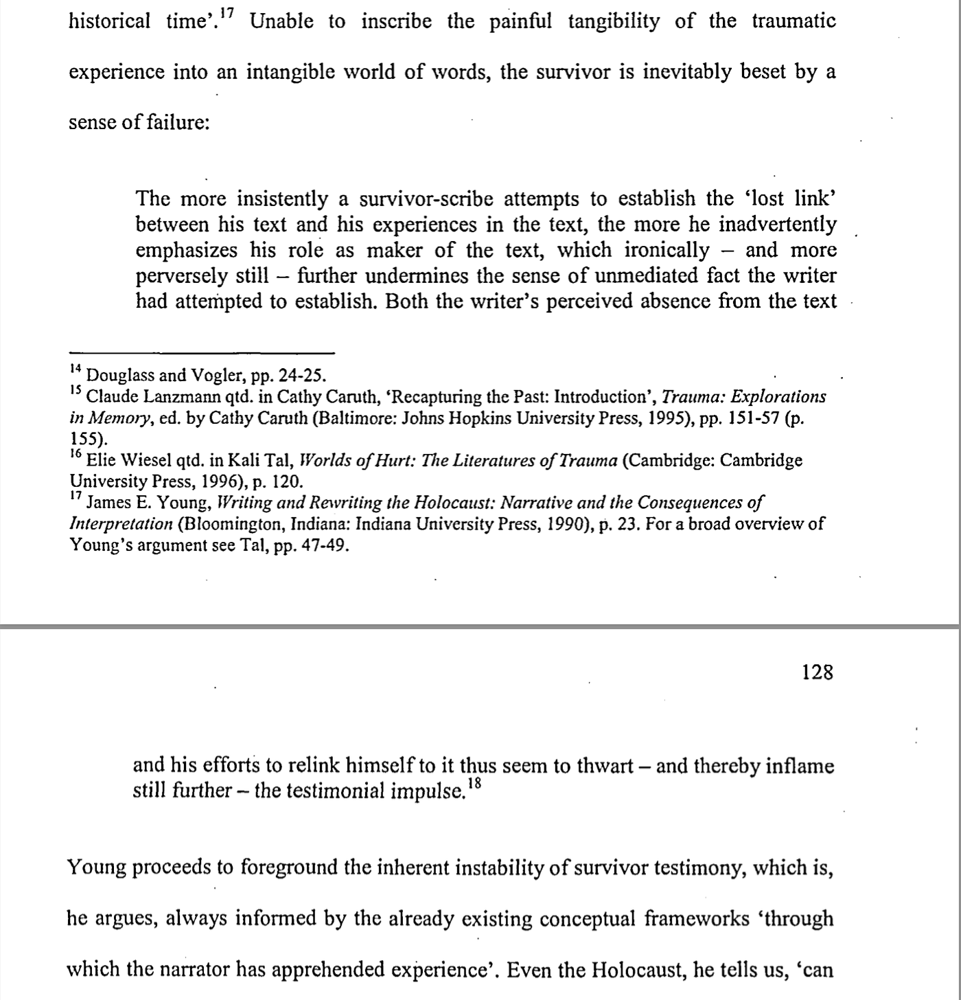 historical time’.17 Unable to inscribe the painful tangibility of the traumatic
experience into an intangible world of words, the survivor is inevitably beset by a
sense of failure:
The more insistently a survivor-scribe attempts to establish the ‘lost link’
between his text and his experiences in the text, the more he inadvertently
emphasizes his role as maker of the text, which ironically – and more
perversely still – further undermines the sense of unmediated fact the writer
had attempted to establish. Both the writer’s perceived absence from the text
14 Douglass and Vogler, pp. 24-25.
15 Claude Lanzmann qtd. in Cathy Caruth, ‘Recapturing the Past: Introduction’, Trauma: Explorations
in Memory, ed. by Cathy Caruth (Baltimore: Johns Hopkins University Press, 1995), pp. 151-57 (p.
155).
16 Elie Wiesel qtd. in Kali Tal, Worlds of Hurt: The Literatures of Trauma (Cambridge: Cambridge
University Press, 1996), p. 120.
17 James E. Young, Writing and Rewriting the Holocaust: Narrative and the Consequences of
Interpretation (Bloomington, Indiana: Indiana University Press, 1990), p. 23. For a broad overview of
Young’s argument see Tal, pp. 47-49.
128
and his efforts to relink himself to it thus seem to thwart – and thereby inflame
still further – the testimonial impulse.18
Young proceeds to foreground the inherent instability of survivor testimony, which is,
he argues, always informed by the already existing conceptual frameworks ‘through
which the narrator has apprehended experience’. Even the Holocaust, he tells us, ‘can